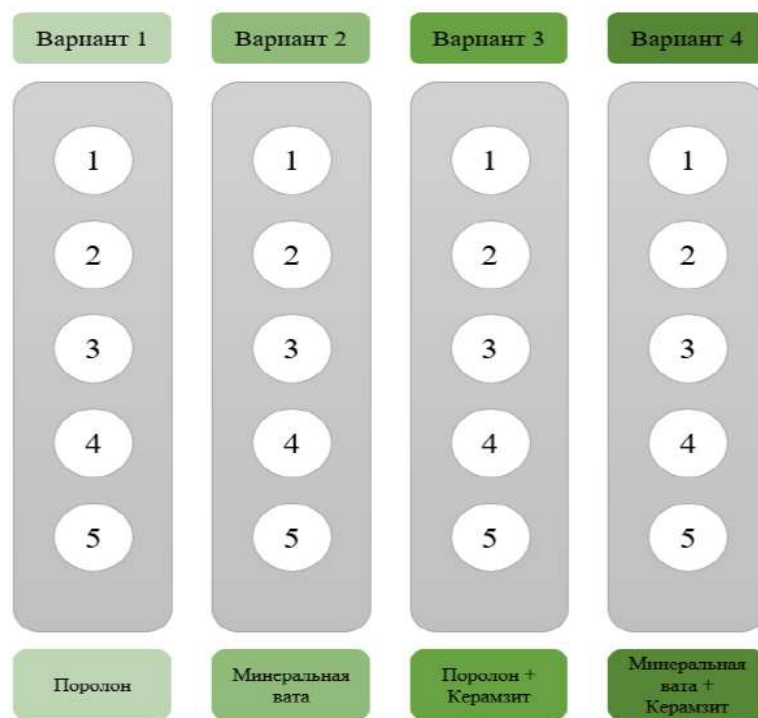 Вариант 1
Вариант 2
Вариант 3
Вариант 4
1
1
1
1
2
2
2
2
3
3
3
3
4
4
4
4
5
5
5
5
Поролон
Минеральная
вата
Поролон +
Керамзит
Минеральная
вата +
Керамзит